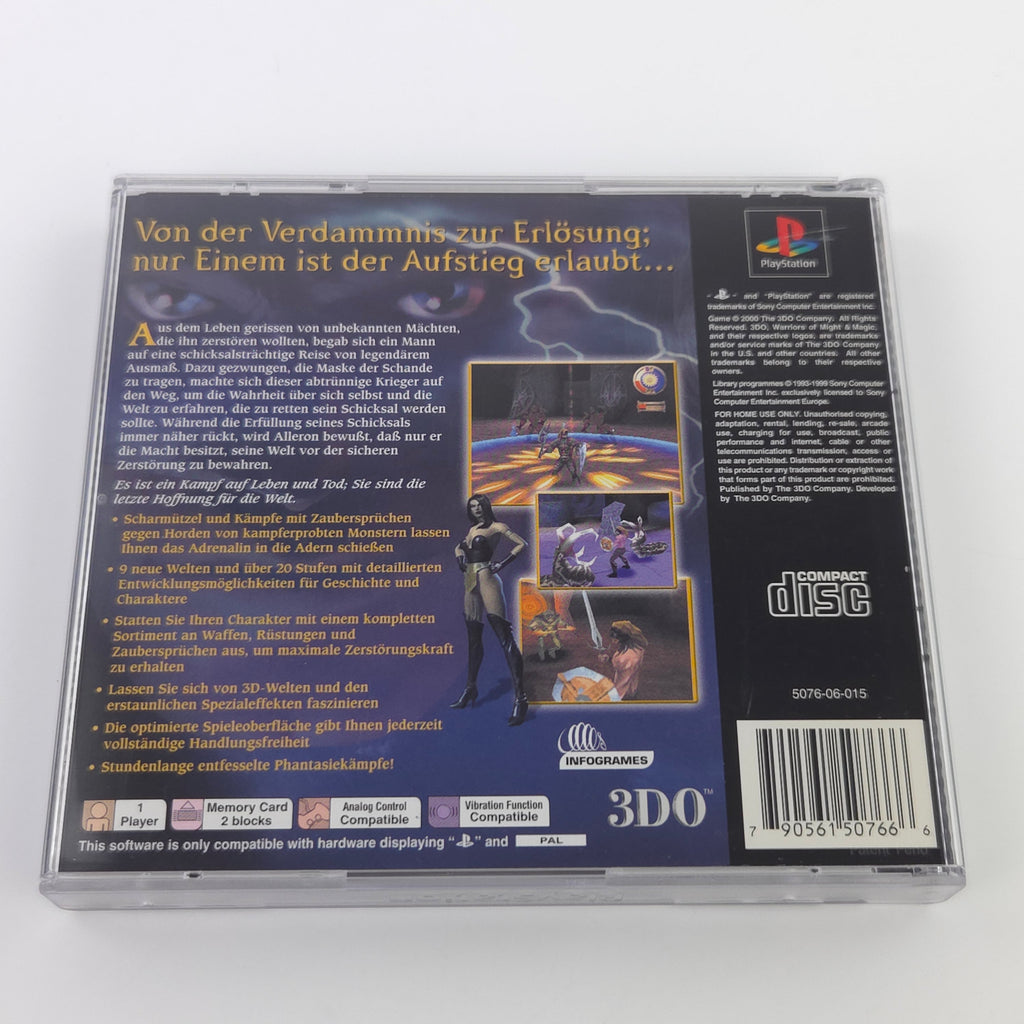 Von der Verdammnis zur Erlösung;
nur Einem ist der Aufstieg erlaubt...
Aus dem Leben gerissen von unbekannten Mächten,
die ihn zerstören wollten, begab sich ein Mann
auf eine schicksalsträchtige Reise von legendärem
Ausmaß. Dazu gezwungen, die Maske der Schande
zu tragen, machte sich dieser abtrünnige Krieger auf
den Weg, um die Wahrheit über sich selbst und die
Welt zu erfahren, die zu retten sein Schicksal werden
sollte. Während die Erfüllung seines Schicksals
immer näher rückt, wird Alleron bewußt, daß nur er
die Macht besitzt, seine Welt vor der sicheren
Zerstörung zu bewahren.
Es ist ein Kampf auf Leben und Tod; Sie sind die
letzte Hoffnung für die Welt.
• Scharmützel und Kämpfe mit Zaubersprüchen
gegen Horden von kampferprobten Monstern lassen
Ihnen das Adrenalin in die Adern schießen
• 9 neue Welten und über 20 Stufen mit detaillierten
Entwicklungsmöglichkeiten für Geschichte und
Charaktere
• Statten Sie Ihren Charakter mit einem kompletten
Sortiment an Waffen, Rüstungen und
Zaubersprüchen aus, um maximale Zerstörungskraft
zu erhalten
• Lassen Sie sich von 3D-Welten und den
erstaunlichen Spezialeffekten faszinieren
• Die optimierte Spieleoberfläche gibt Ihnen jederzeit
vollständige Handlungsfreiheit
• Stundenlange entfesselte Phantasiekämpfe!
INFOGRAMES
3DO™
1
Player
Memory Card
2 blocks
Analog Control
Compatible
Vibration Function
Compatible
This software is only compatible with hardware displaying " " and PAL
PlayStation
" " and "PlayStation" are registered
trademarks of Sony Computer Entertainment Inc.
Game © 2000 The 3DO Company. All Rights
Reserved. 3DO, Warriors of Might & Magic,
and their respective logos, are trademarks
and/or service marks of The 3DO Company
in the U.S. and other countries. All other
trademarks belong to their respective
owners.
Library programmes © 1993-1999 Sony Computer
Entertainment Inc. exclusively licensed to Sony
Computer Entertainment Europe.
FOR HOME USE ONLY. Unauthorised copying,
adaptation, rental, lending, re-sale, arcade
use, charging for use, broadcast, public
performance and internet, cable or other
telecommunications transmission, access or
use are prohibited. Distribution or extraction of
this product or any trademark or copyright work
that forms part of this product are prohibited.
Published by The 3DO Company. Developed
by The 3DO Company.
COMPACT
disc
5076-06-015
7 90561 50766 6